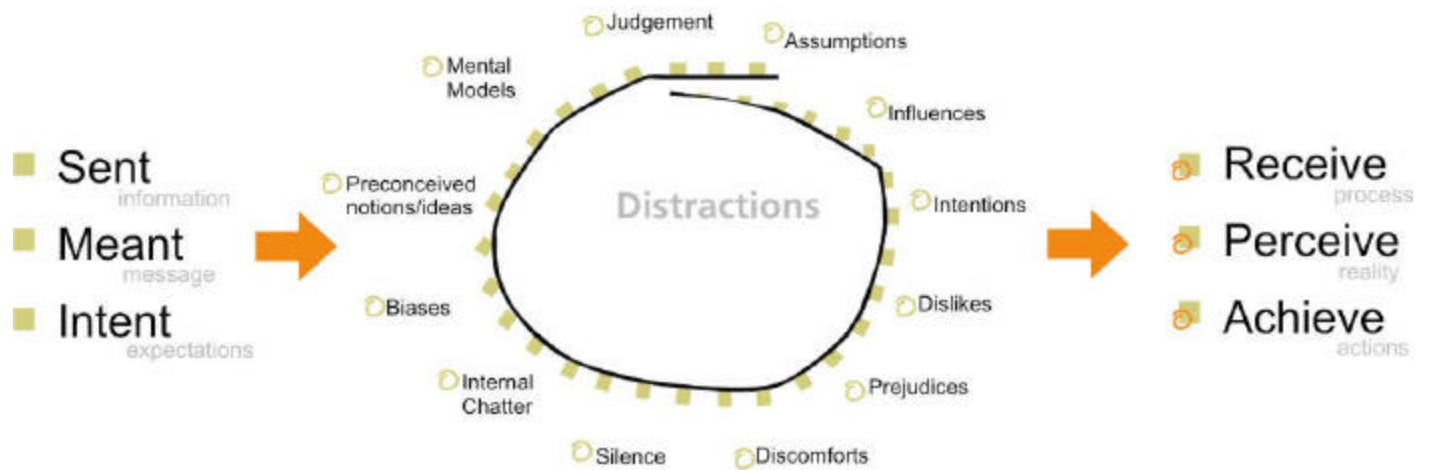 Sent
information
Meant
message
Intent
expectations
Judgement
Assumptions
Mental
Models
Influences
Preconceived
notions/ideas
Distractions
Intentions
Biases
Dislikes
Internal
Chatter
Prejudices
Silence
Discomforts
Receive
process
Perceive
reality
Achieve
actions